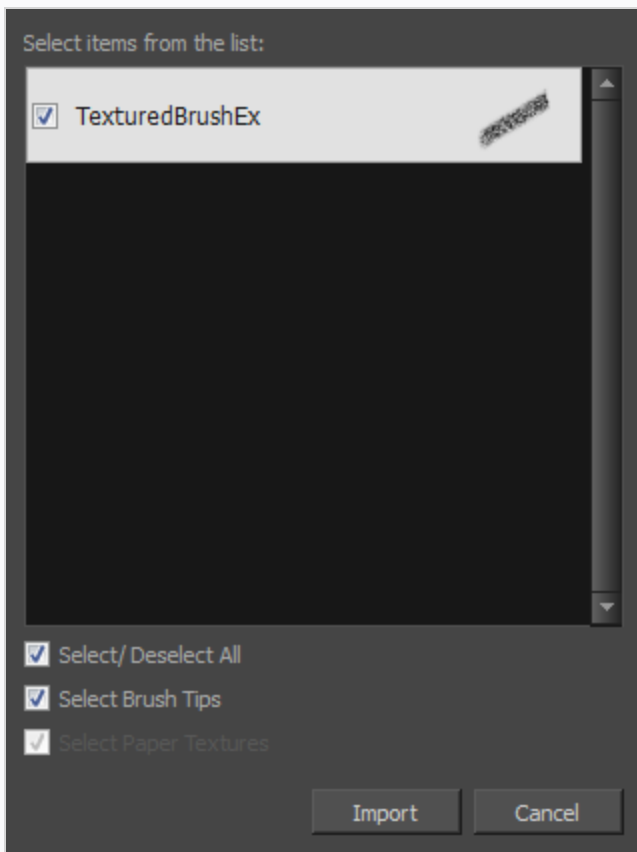 Select items from the list:
TexturedBrushEx
Select/ Deselect All
Select Brush Tips
Select Paper Textures
Import Cancel